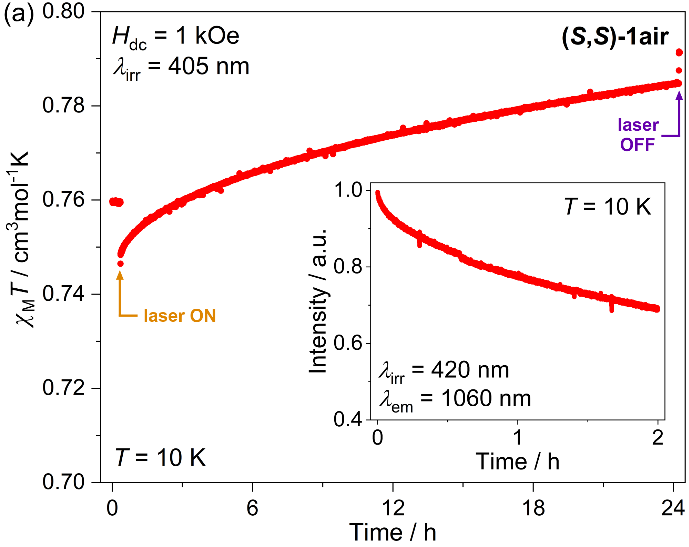 (a)
0.80
0.78
0.76
0.74
0.72
0.70
χMT / cm³mol⁻¹K
Hdc = 1 kOe
λirr = 405 nm
(S,S)-1air
laser
OFF
laser ON
T = 10 K
0
6
12
18
24
Time / h
1.0
0.8
0.6
0.4
Intensity / a.u.
T = 10 K
λirr = 420 nm
λem = 1060 nm
0
1
2
Time / h